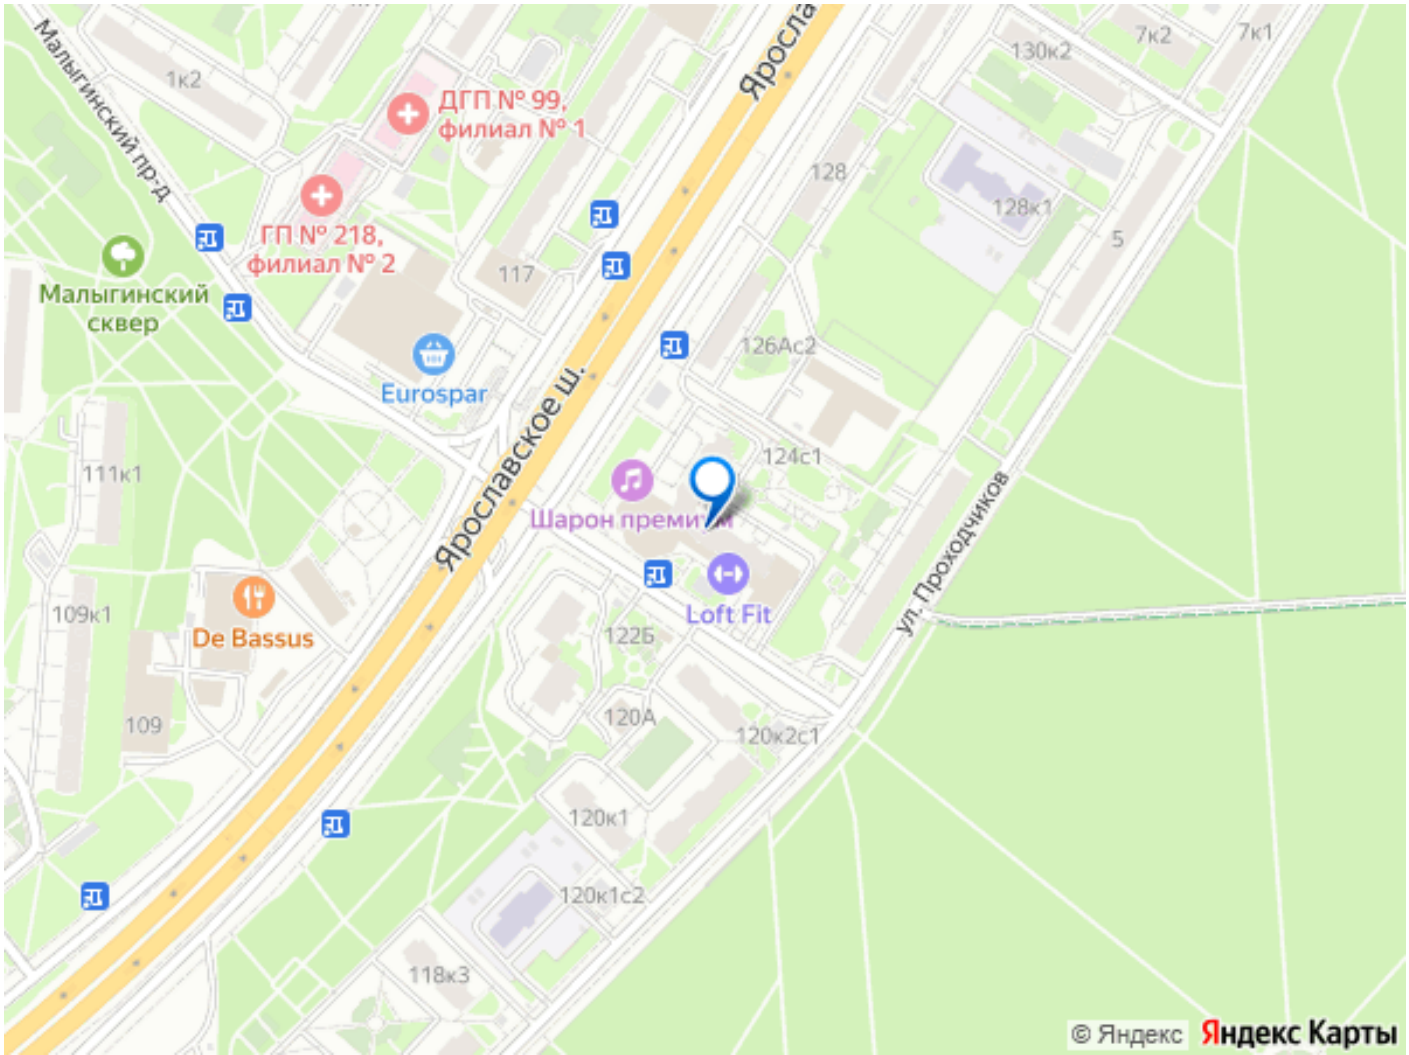 Малыгинский пр-д
1к2
ДГП № 99,
филиал № 1
Яросла
130к2
7к2
7к1
128
128к1
5
ГП № 218,
филиал № 2
117
Малыгинский
сквер
Eurospar
126Ас2
Ярославское ш.
111к1
124с1
Шарон премиум
ул. Проходчиков
Loft Fit
109к1
De Bassus
122Б
109
120А
120к2с1
120к1
120к1с2
118к3
© Яндекс Яндекс Карты